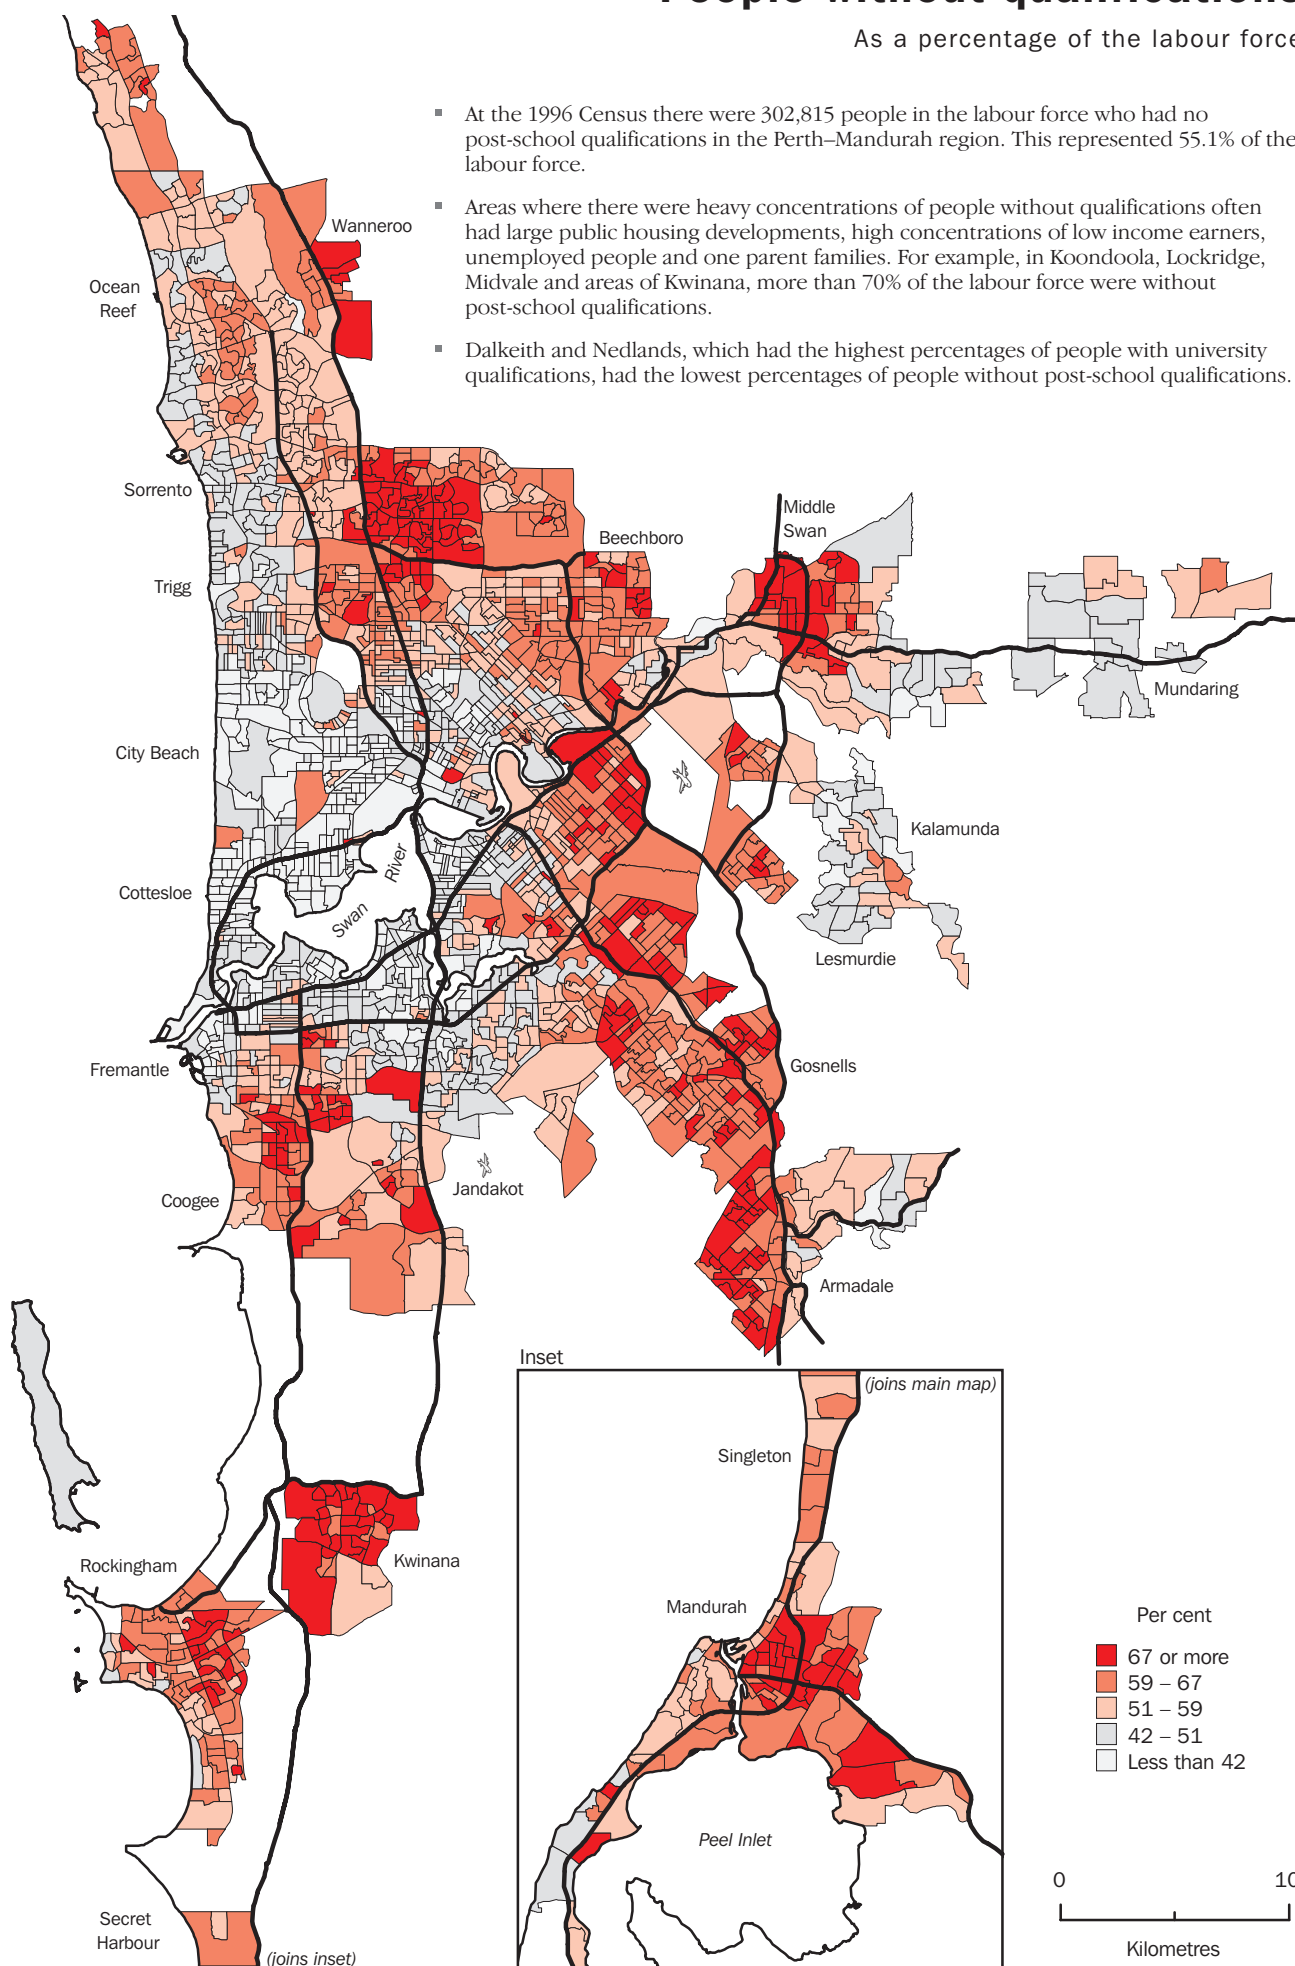 People without qualifications
As a percentage of the labour force
▪ At the 1996 Census there were 302,815 people in the labour force who had no
post-school qualifications in the Perth–Mandurah region. This represented 55.1% of the
labour force.
▪ Areas where there were heavy concentrations of people without qualifications often
had large public housing developments, high concentrations of low income earners,
unemployed people and one parent families. For example, in Koondoola, Lockridge,
Midvale and areas of Kwinana, more than 70% of the labour force were without
post-school qualifications.
▪ Dalkeith and Nedlands, which had the highest percentages of people with university
qualifications, had the lowest percentages of people without post-school qualifications.
Wanneroo
Ocean
Reef
Sorrento
Middle
Swan
Beechboro
Trigg
Mundaring
City Beach
Kalamunda
River
Cottesloe
Swan
Lesmurdie
Gosnells
Fremantle
Jandakot
Coogee
Armadale
Inset
(joins main map)
Singleton
Rockingham
Kwinana
Mandurah
Per cent
67 or more
59 – 67
51 – 59
42 – 51
Less than 42
Peel Inlet
0
10
Secret
Harbour
Kilometres
(joins inset)